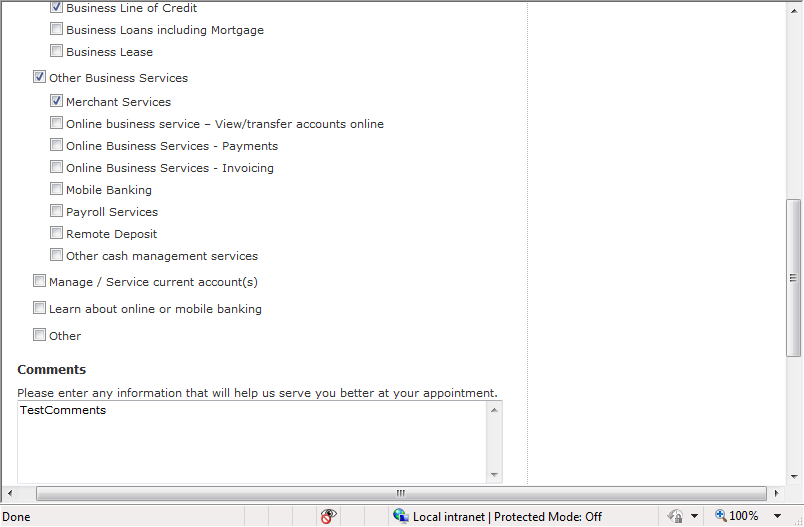 Business Line of Credit
Business Loans including Mortgage
Business Lease
Other Business Services
Merchant Services
Online business service – View/transfer accounts online
Online Business Services - Payments
Online Business Services - Invoicing
Mobile Banking
Payroll Services
Remote Deposit
Other cash management services
Manage / Service current account(s)
Learn about online or mobile banking
Other
Comments
Please enter any information that will help us serve you better at your appointment.
TestComments
Done Local intranet | Protected Mode: Off 100%